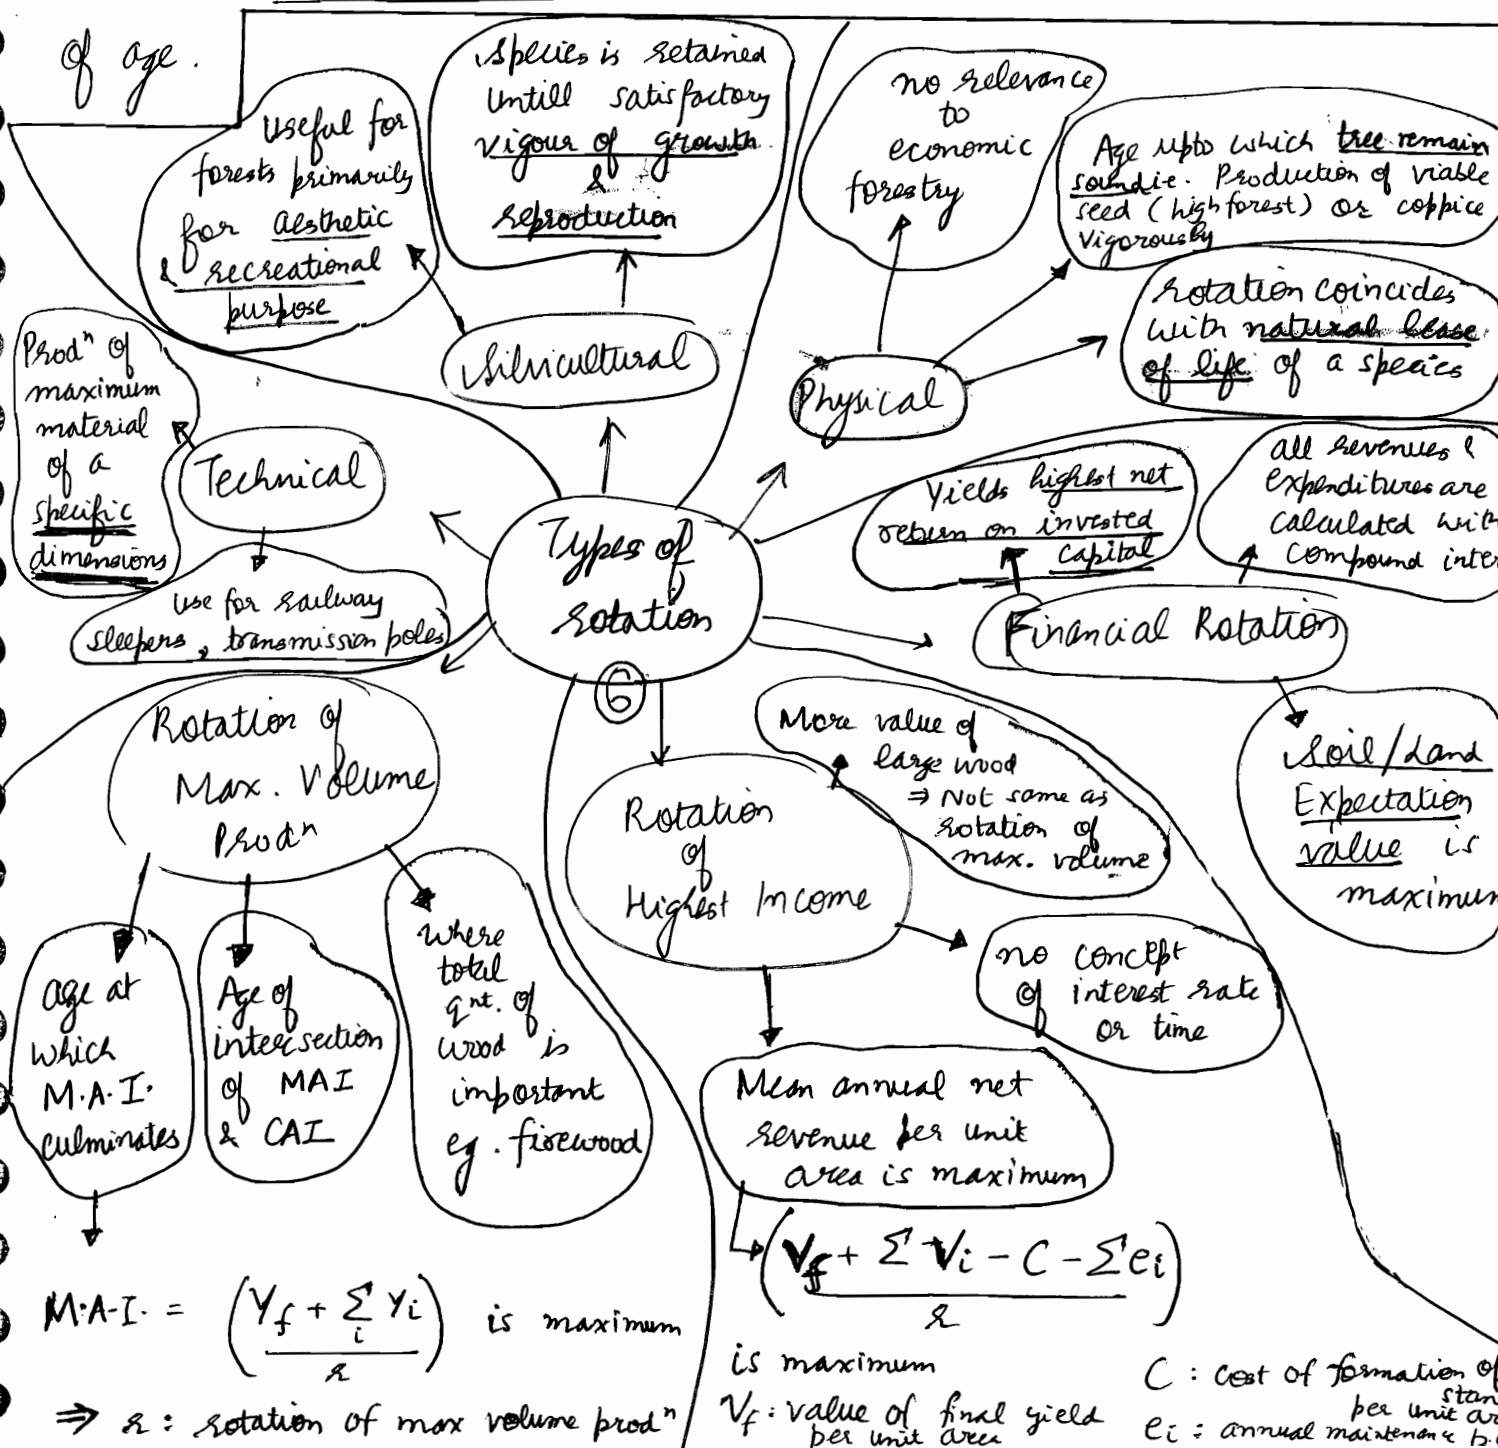 of age.
Useful for
forests primarily
for aesthetic
& recreational
purpose
Species is retained
Untill satisfactory
vigour of growth
&
reproduction
Silvicultural
no relevance
to
economic
forestry
Age upto which tree remain
sound i.e. Production of viable
seed (high forest) or coppice
vigorously
rotation coincides
with natural lease
of life of a species
Physical
Prodⁿ of
maximum
material
of a
specific
dimensions
Technical
use for railway
sleepers, transmission poles
Types of
rotation
6
Yields highest net
return on invested
capital
all revenues &
expenditures are
calculated with
compound inte
Financial Rotation
Soil/Land
Expectation
value is
maximum
Rotation of
Max. Volume
Prodⁿ
age at
which
M.A.I.
culminates
Age of
intersection
of MAI
& CAI
where
total
qnt. of
wood is
important
eg. firewood
M.A.I. = (Yf + Σi Yi / r) is maximum
⇒ r : rotation of max volume prodⁿ
Rotation
of
Highest Income
More value of
large wood
⇒ Not same as
rotation of
max. volume
no concept
of interest rate
or time
Mean annual net
revenue per unit
area is maximum
(Vf + Σ Vi - C - Σei / r)
is maximum
Vf : value of final yield
per unit area
C : cost of formation of
stan
per unit ar
ei : annual maintenance